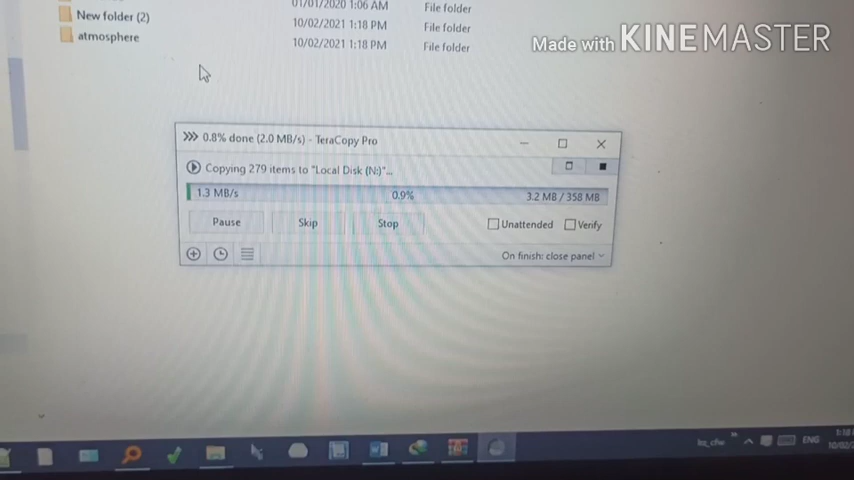 01/01/2020 1:06 AM File folder
New folder (2) 10/02/2021 1:18 PM File folder
atmosphere 10/02/2021 1:18 PM File folder
Made with KINEMASTER
0.8% done (2.0 MB/s) - TeraCopy Pro
Copying 279 items to "Local Disk (N:)"...
1.3 MB/s 0.9% 3.2 MB / 358 MB
Pause Skip Stop Unattended Verify
On finish: close panel
ENG